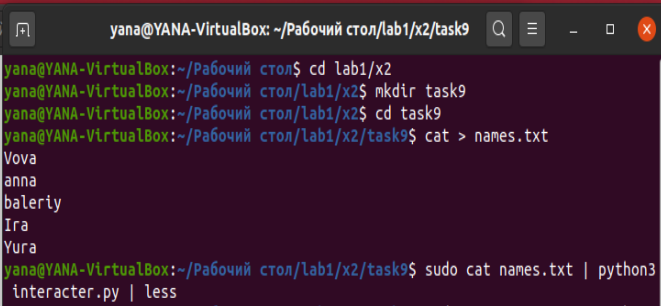 yana@YANA-VirtualBox: ~/Рабочий стол/lab1/x2/task9
yana@YANA-VirtualBox:~/Рабочий стол$ cd lab1/x2
yana@YANA-VirtualBox:~/Рабочий стол/lab1/x2$ mkdir task9
yana@YANA-VirtualBox:~/Рабочий стол/lab1/x2$ cd task9
yana@YANA-VirtualBox:~/Рабочий стол/lab1/x2/task9$ cat > names.txt
Vova
anna
baleriy
Ira
Yura
yana@YANA-VirtualBox:~/Рабочий стол/lab1/x2/task9$ sudo cat names.txt | python3
interacter.py | less